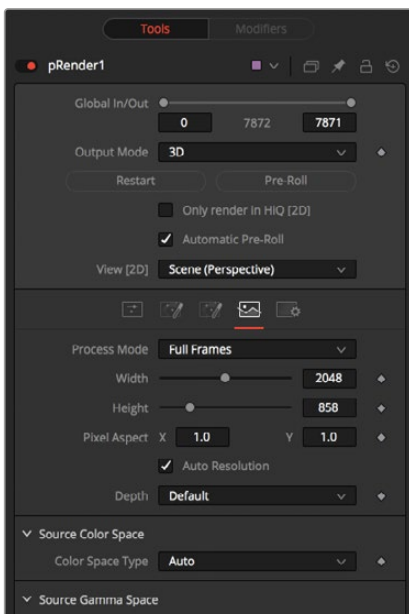 Tools Modifiers
pRender1
Global In/Out
0 7872 7871
Output Mode 3D
Restart Pre-Roll
Only render in HiQ [2D]
Automatic Pre-Roll
View [2D] Scene (Perspective)
Process Mode Full Frames
Width 2048
Height 858
Pixel Aspect X 1.0 Y 1.0
Auto Resolution
Depth Default
Source Color Space
Color Space Type Auto
Source Gamma Space